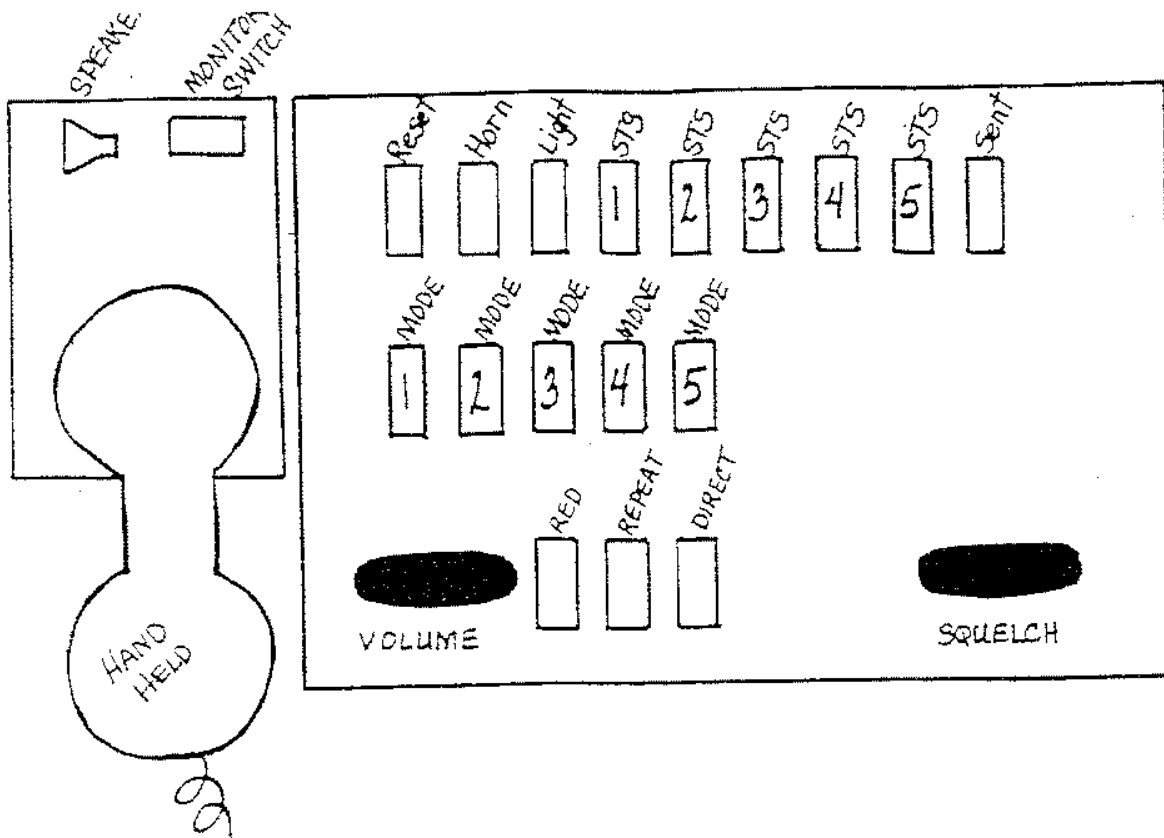 SPEAKE
MONITOR
SWITCH
Reset
Horn
Light
STS
STS
STS
STS
STS
Sent
1
2
3
4
5
MODE
MODE
MODE
MODE
MODE
1
2
3
4
5
RED
REPEAT
DIRECT
VOLUME
SQUELCH
HAND
HELD